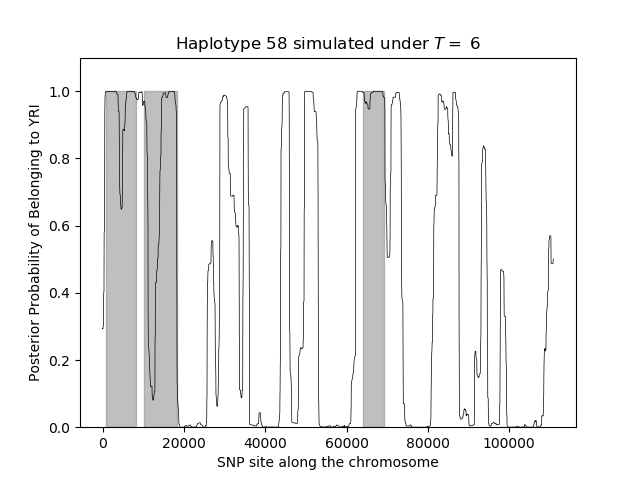 Haplotype 58 simulated under T = 6
Posterior Probability of Belonging to YRI
1.0
0.8
0.6
0.4
0.2
0.0
0 20000 40000 60000 80000 100000
SNP site along the chromosome